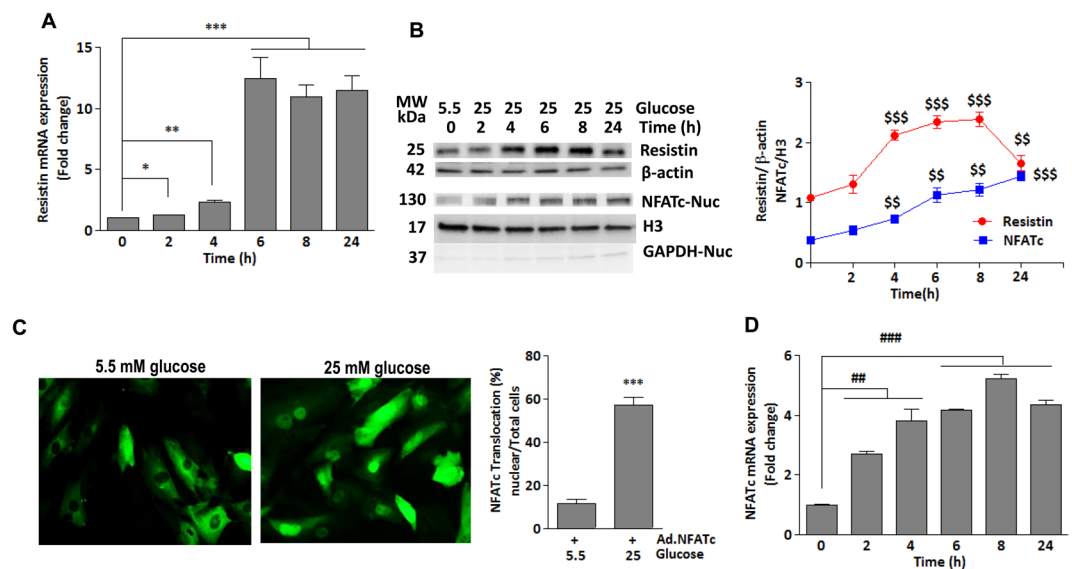 A
Resistin mRNA expression
(Fold change)
15
10
5
0
***
**
*
0 2 4 6 8 24
Time (h)
B
MW
kDa
5.5 25 25 25 25 25 Glucose
0 2 4 6 8 24 Time (h)
25 Resistin
42 β-actin
130 NFATc-Nuc
17 H3
37 GAPDH-Nuc
Resistin/ β-actin
NFATc/H3
3
2
1
0
$$$ $$$ $$$ $$
$$ $$ $$ $$$
Resistin
NFATc
2 4 6 8 24
Time(h)
C
5.5 mM glucose
25 mM glucose
NFATc Translocation (%)
nuclear/Total cells
80
60
40
20
0
***
+ + Ad.NFATc
5.5 25 Glucose
D
NFATc mRNA expression
(Fold change)
6
4
2
0
###
##
0 2 4 6 8 24
Time (h)